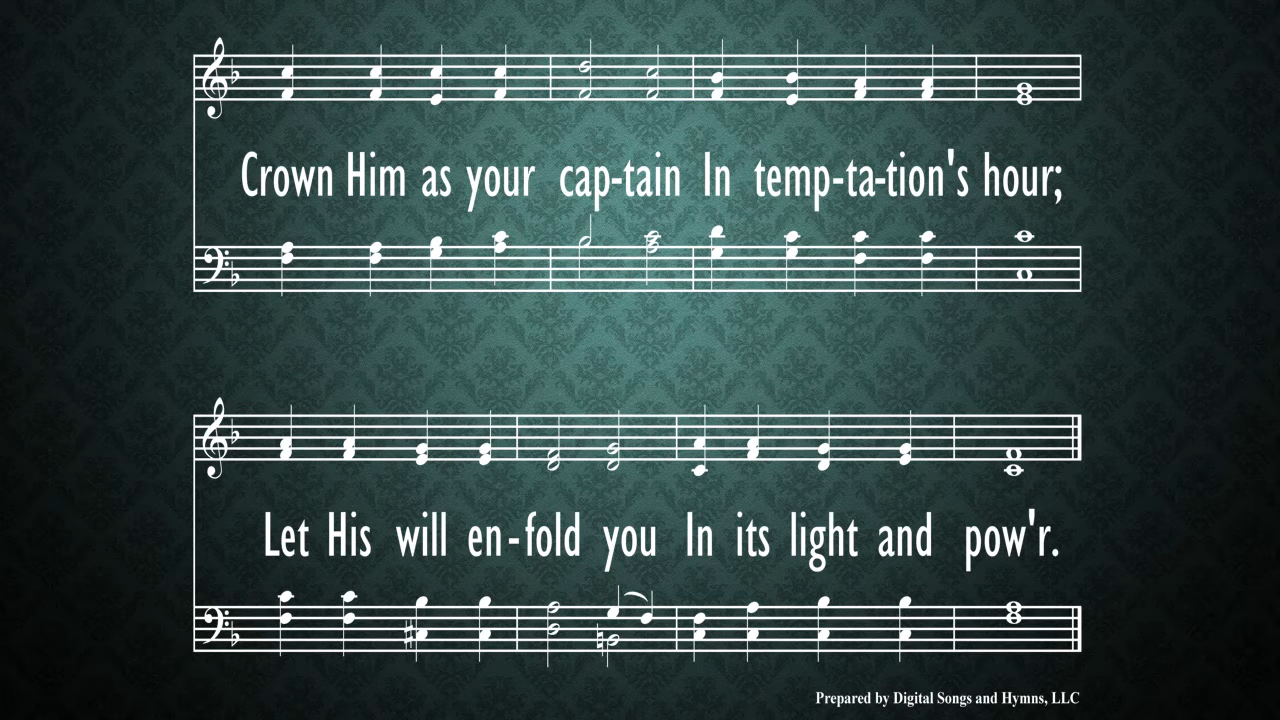 Crown Him as your cap-tain In temp-ta-tion's hour;
Let His will en-fold you In its light and pow'r.
Prepared by Digital Songs and Hymns, LLC